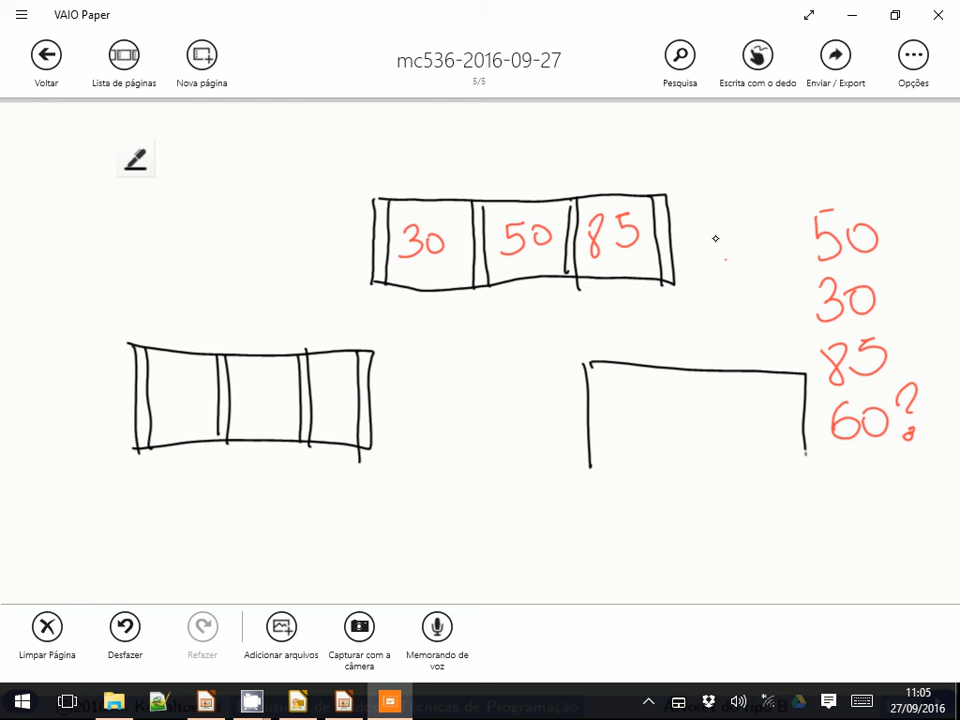 VAIO Paper
Voltar
Lista de páginas
Nova página
mc536-2016-09-27
5/5
Pesquisa
Escrita com o dedo
Enviar / Export
Opções
30 50 85
50
30
85
60?
Limpar Página
Desfazer
Refazer
Adicionar arquivos
Capturar com a
câmera
Memorando de
voz
11:05
27/09/2016